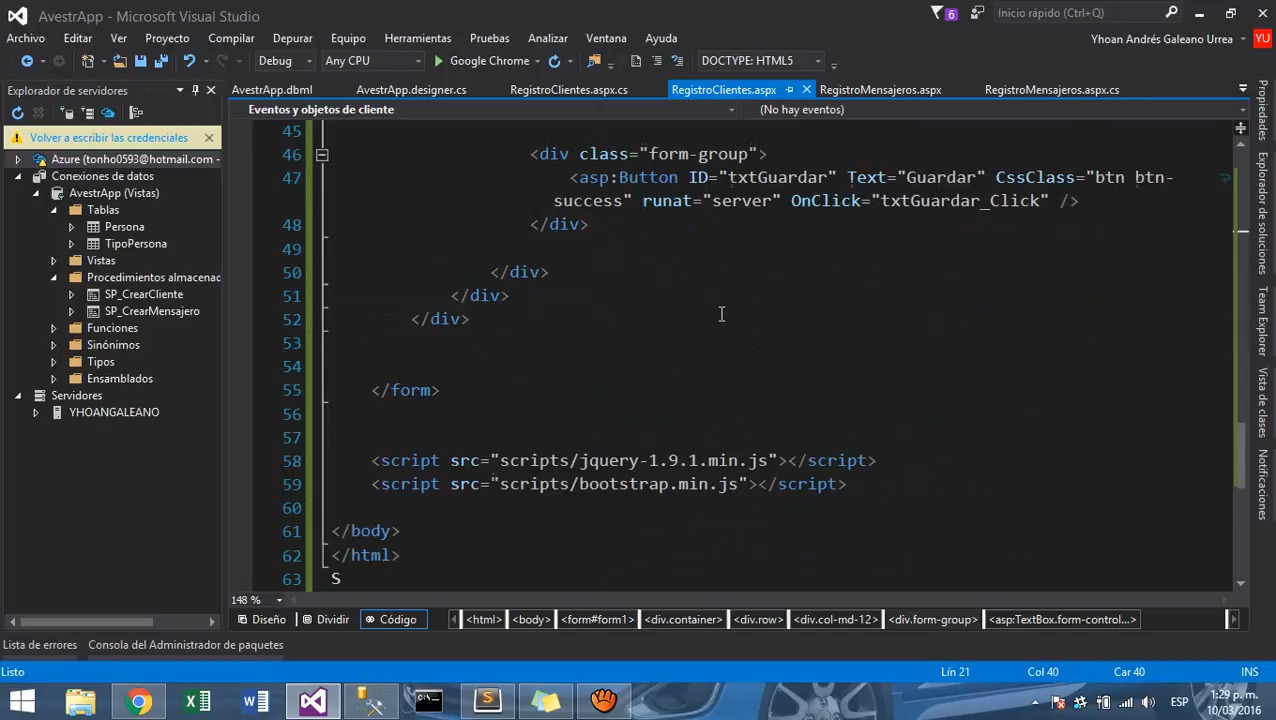 AvestrApp - Microsoft Visual Studio
6
Inicio rápido (Ctrl+Q)
Archivo Editar Ver Proyecto Compilar Depurar Equipo Herramientas Pruebas Analizar Ventana Ayuda
Yhoan Andrés Galeano Urrea
YU
Debug Any CPU Google Chrome DOCTYPE: HTML5
Explorador de servidores
AvestrApp.dbml AvestrApp.designer.cs RegistroClientes.aspx.cs RegistroClientes.aspx RegistroMensajeros.aspx RegistroMensajeros.aspx.cs
Eventos y objetos de cliente (No hay eventos)
Volver a escribir las credenciales
Azure (tonho0593@hotmail.com -
Conexiones de datos
AvestrApp (Vistas)
Tablas
Persona
TipoPersona
Vistas
Procedimientos almacenad
SP_CrearCliente
SP_CrearMensajero
Funciones
Sinónimos
Tipos
Ensamblados
Servidores
YHOANGALEANO
45
46 <div class="form-group">
47 <asp:Button ID="txtGuardar" Text="Guardar" CssClass="btn btn-
success" runat="server" OnClick="txtGuardar_Click" />
48 </div>
49
50 </div>
51 </div>
52 </div>
53
54
55 </form>
56
57
58 <script src="scripts/jquery-1.9.1.min.js"></script>
59 <script src="scripts/bootstrap.min.js"></script>
60
61 </body>
62 </html>
63 S
Propiedades
Explorador de soluciones
Team Explorer
Vista de clases
Notificaciones
148 %
Diseño Dividir Código <html> <body> <form#form1> <div.container> <div.row> <div.col-md-12> <div.form-group> <asp:TextBox.form-control...>
Lista de errores Consola del Administrador de paquetes
Listo Lín 21 Col 40 Car 40 INS
ESP
1:29 p. m.
10/03/2016